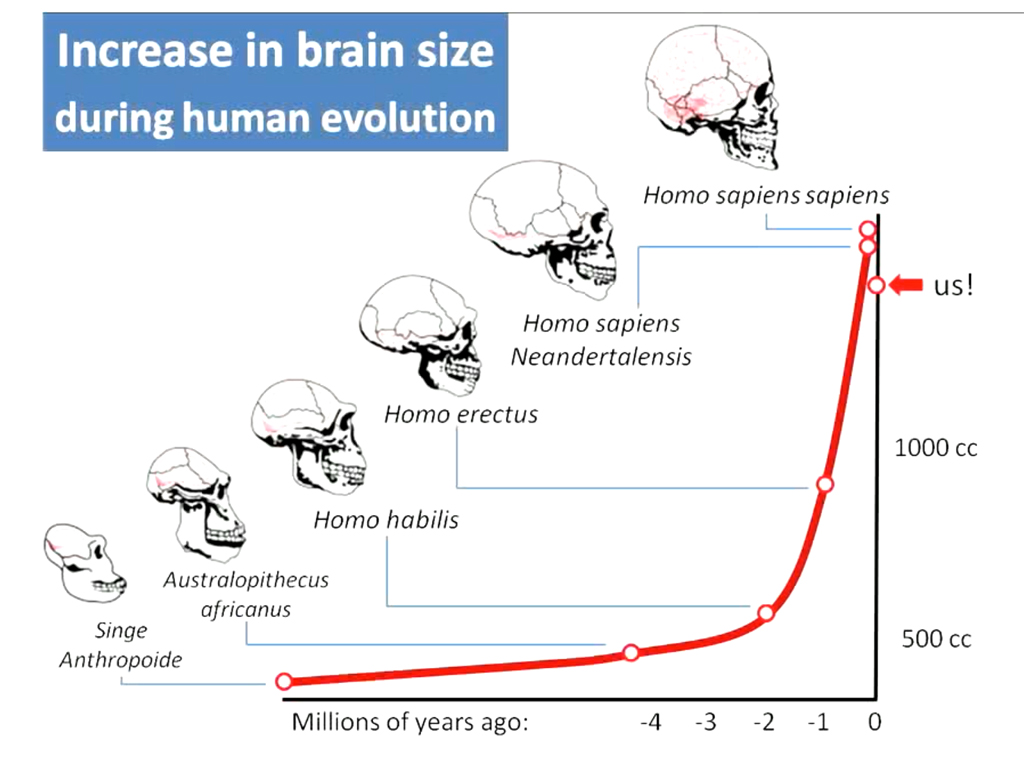 Increase in brain size
during human evolution
Homo sapiens sapiens
us!
Homo sapiens
Neandertalensis
Homo erectus
1000 cc
Homo habilis
Australopithecus
africanus
Singe
Anthropoide
500 cc
Millions of years ago: -4 -3 -2 -1 0